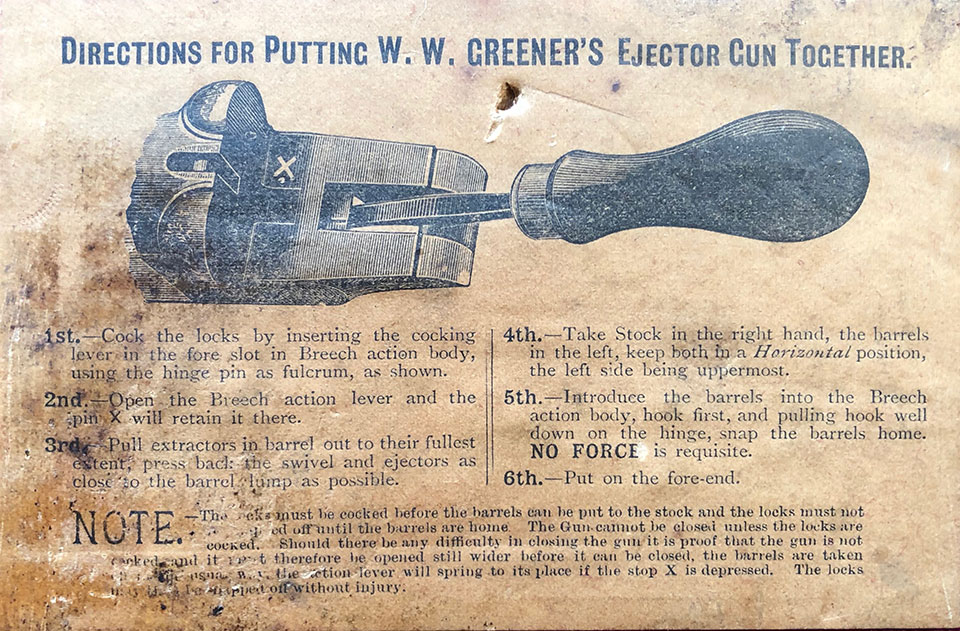 DIRECTIONS FOR PUTTING W. W. GREENER'S EJECTOR GUN TOGETHER.
X
1st.—Cock the locks by inserting the cocking
lever in the fore slot in Breech action body,
using the hinge pin as fulcrum, as shown.
2nd.—Open the Breech action lever and the
pin X will retain it there.
3rd.—Pull extractors in barrel out to their fullest
extent, press back the swivel and ejectors as
close to the barrel lump as possible.
4th.—Take Stock in the right hand, the barrels
in the left, keep both in a Horizontal position,
the left side being uppermost.
5th.—Introduce the barrels into the Breech
action body, hook first, and pulling hook well
down on the hinge, snap the barrels home.
NO FORCE is requisite.
6th.—Put on the fore-end.
NOTE.—The locks must be cocked before the barrels can be put to the stock and the locks must not
off until the barrels are home. The Gun cannot be closed unless the locks are
cocked. Should there be any difficulty in closing the gun it is proof that the gun is not
cocked, and it must therefore be opened still wider before it can be closed, the barrels are taken
the action lever will spring to its place if the stop X is depressed. The locks
be snapped off without injury.